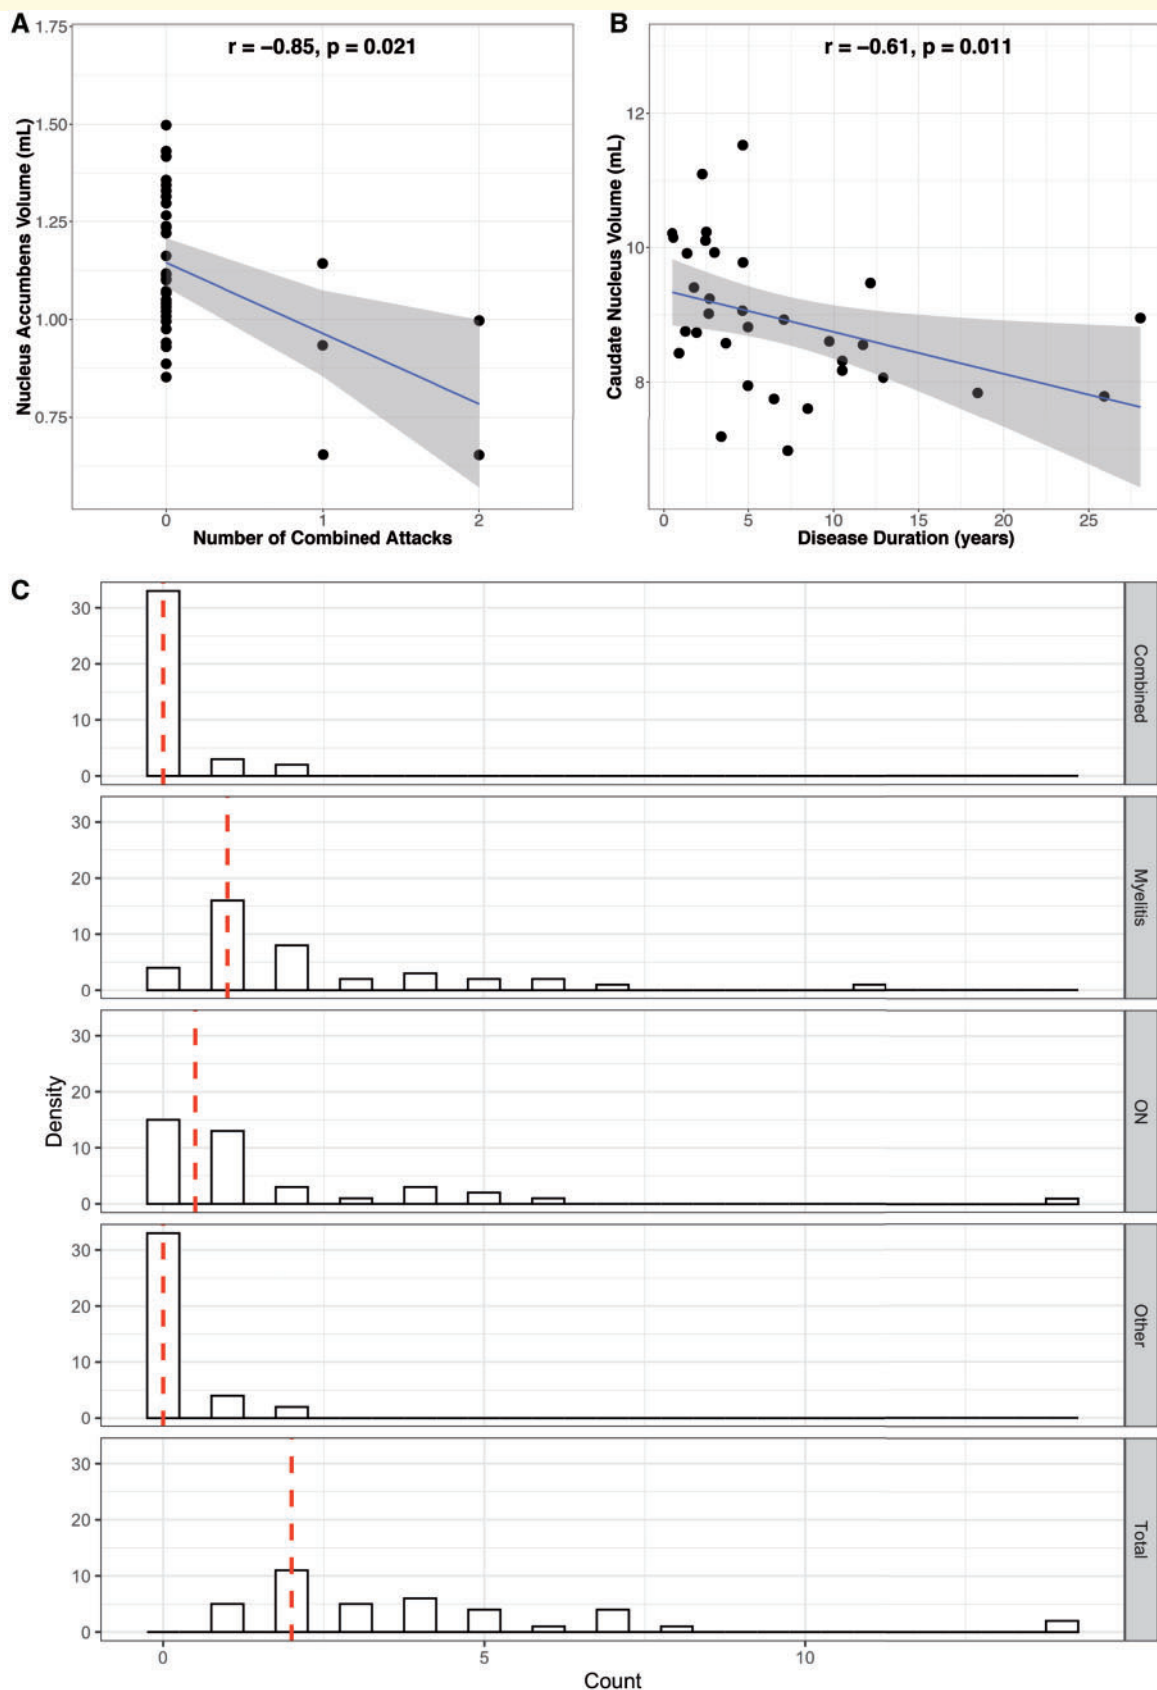 A
r = –0.85, p = 0.021
1.75
1.50
1.25
1.00
0.75
Nucleus Accumbens Volume (mL)
0 1 2
Number of Combined Attacks
B
r = –0.61, p = 0.011
12
10
8
Caudate Nucleus Volume (mL)
0 5 10 15 20 25
Disease Duration (years)
C
Density
30
20
10
0
Combined
30
20
10
0
Myelitis
30
20
10
0
ON
30
20
10
0
Other
30
20
10
0
Total
0 5 10
Count